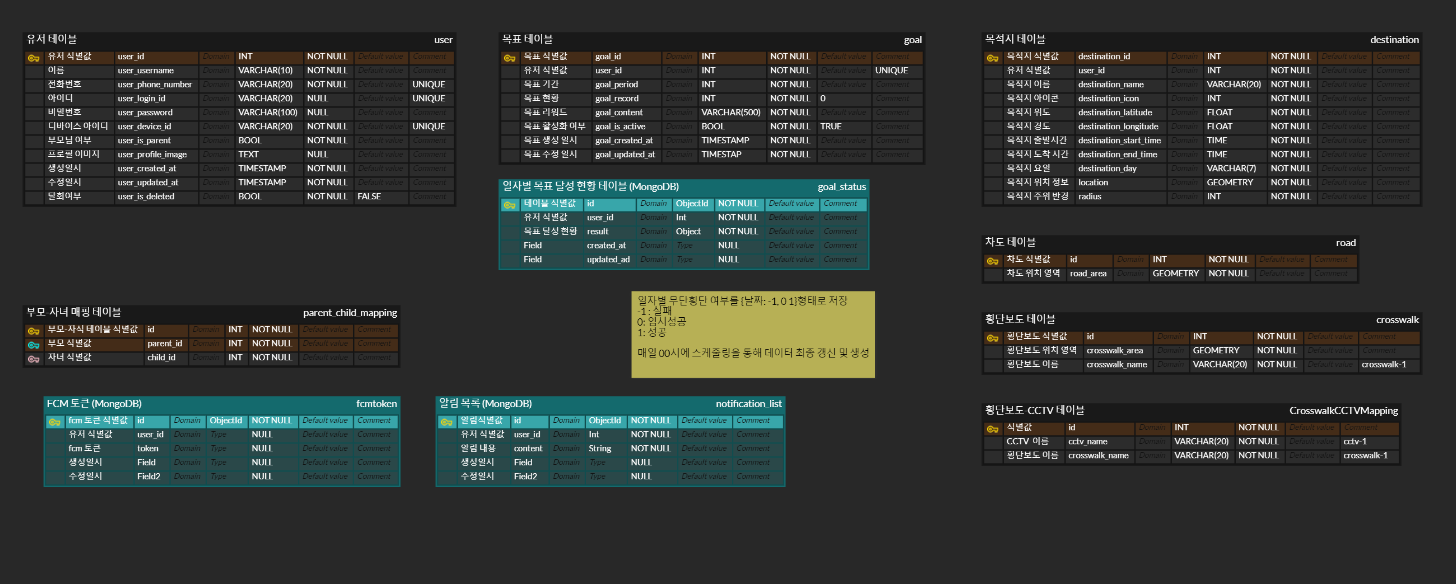 유저 테이블 user
유저 식별값 user_id Domain INT NOT NULL Default value Comment
이름 user_username Domain VARCHAR(10) NOT NULL Default value Comment
전화번호 user_phone_number Domain VARCHAR(20) NOT NULL Default value UNIQUE
아이디 user_login_id Domain VARCHAR(20) NULL Default value UNIQUE
비밀번호 user_password Domain VARCHAR(100) NULL Default value Comment
디바이스 아이디 user_device_id Domain VARCHAR(20) NOT NULL Default value UNIQUE
부모님 여부 user_is_parent Domain BOOL NOT NULL Default value Comment
프로필 이미지 user_profile_image Domain TEXT NULL Default value Comment
생성일시 user_created_at Domain TIMESTAMP NOT NULL Default value Comment
수정일시 user_updated_at Domain TIMESTAMP NOT NULL Default value Comment
탈퇴여부 user_is_deleted Domain BOOL NOT NULL FALSE Comment
목표 테이블 goal
목표 식별값 goal_id Domain INT NOT NULL Default value Comment
유저 식별값 user_id Domain INT NOT NULL Default value UNIQUE
목표 기간 goal_period Domain INT NOT NULL Default value Comment
목표 현황 goal_record Domain INT NOT NULL 0 Comment
목표 리워드 goal_content Domain VARCHAR(500) NOT NULL Default value Comment
목표 활성화 여부 goal_is_active Domain BOOL NOT NULL TRUE Comment
목표 생성 일시 goal_created_at Domain TIMESTAMP NOT NULL Default value Comment
목표 수정 일시 goal_updated_at Domain TIMESTAP NOT NULL Default value Comment
일자별 목표 달성 현황 테이블 (MongoDB) goal_status
테이블 식별값 id Domain ObjectId NOT NULL Default value Comment
유저 식별값 user_id Domain Int NOT NULL Default value Comment
목표 달성 현황 result Domain Object NOT NULL Default value Comment
Field created_at Domain Type NULL Default value Comment
Field updated_ad Domain Type NULL Default value Comment
일자별 무단횡단 여부를 {날짜: -1, 0 1}형태로 저장
-1 : 실패
0: 임시성공
1: 성공
매일 00시에 스케줄링을 통해 데이터 최종 갱신 및 생성
목적지 테이블 destination
목적지 식별값 destination_id Domain INT NOT NULL Default value Comment
유저 식별값 user_id Domain INT NOT NULL Default value Comment
목적지 이름 destination_name Domain VARCHAR(20) NOT NULL Default value Comment
목적지 아이콘 destination_icon Domain INT NOT NULL Default value Comment
목적지 위도 destination_latitude Domain FLOAT NOT NULL Default value Comment
목적지 경도 destination_longitude Domain FLOAT NOT NULL Default value Comment
목적지 출발시간 destination_start_time Domain TIME NOT NULL Default value Comment
목적지 도착 시간 destination_end_time Domain TIME NOT NULL Default value Comment
목적지 요일 destination_day Domain VARCHAR(7) NOT NULL Default value Comment
목적지 위치 정보 location Domain GEOMETRY NOT NULL Default value Comment
목적지 주위 반경 radius Domain INT NOT NULL Default value Comment
차도 테이블 road
차도 식별값 id Domain INT NOT NULL Default value Comment
차도 위치 영역 road_area Domain GEOMETRY NOT NULL Default value Comment
횡단보도 테이블 crosswalk
횡단보도 식별값 id Domain INT NOT NULL Default value Comment
횡단보도 위치 영역 crosswalk_area Domain GEOMETRY NOT NULL Default value Comment
횡단보도 이름 crosswalk_name Domain VARCHAR(20) NOT NULL Default value crosswalk-1
횡단보도-CCTV 테이블 CrosswalkCCTVMapping
식별값 id Domain INT NOT NULL Default value Comment
CCTV 이름 cctv_name Domain VARCHAR(20) NOT NULL Default value cctv-1
횡단보도 이름 crosswalk_name Domain VARCHAR(20) NOT NULL Default value crosswalk-1
부모-자녀 매핑 테이블 parent_child_mapping
부모-자식 테이블 식별값 id Domain INT NOT NULL Default value Comment
부모 식별값 parent_id Domain INT NOT NULL Default value Comment
자녀 식별값 child_id Domain INT NOT NULL Default value Comment
FCM 토큰 (MongoDB) fcmtoken
fcm 토큰 식별값 id Domain ObjectId NOT NULL Default value Comment
유저 식별값 user_id Domain Type NULL Default value Comment
fcm 토큰 token Domain Type NULL Default value Comment
생성일시 Field Domain Type NULL Default value Comment
수정일시 Field2 Domain Type NULL Default value Comment
알림 목록 (MongoDB) notification_list
알림식별값 id Domain ObjectId NOT NULL Default value Comment
유저 식별값 user_id Domain Int NOT NULL Default value Comment
알림 내용 content Domain String NOT NULL Default value Comment
생성일시 Field Domain Type NULL Default value Comment
수정일시 Field2 Domain Type NULL Default value Comment